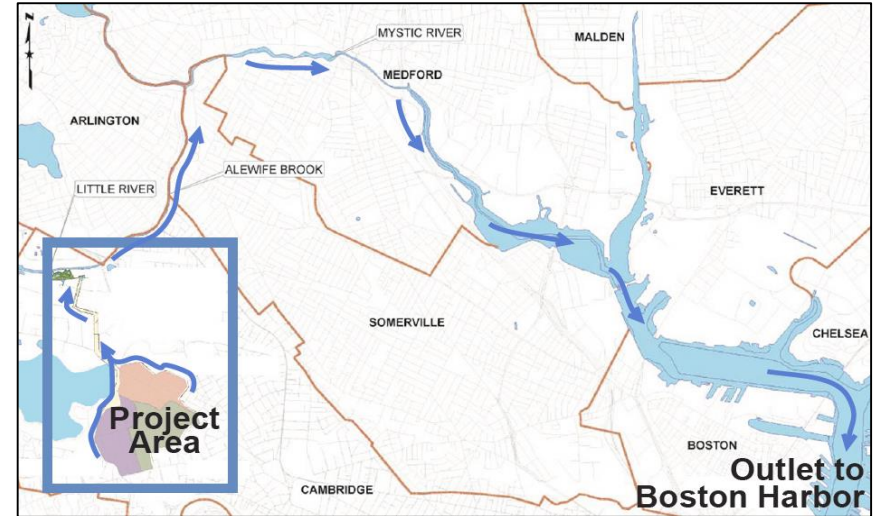 N
MYSTIC RIVER
MALDEN
MEDFORD
ARLINGTON
ALEWIFE BROOK
LITTLE RIVER
EVERETT
SOMERVILLE
CHELSEA
Project
Area
BOSTON
Outlet to
Boston Harbor
CAMBRIDGE